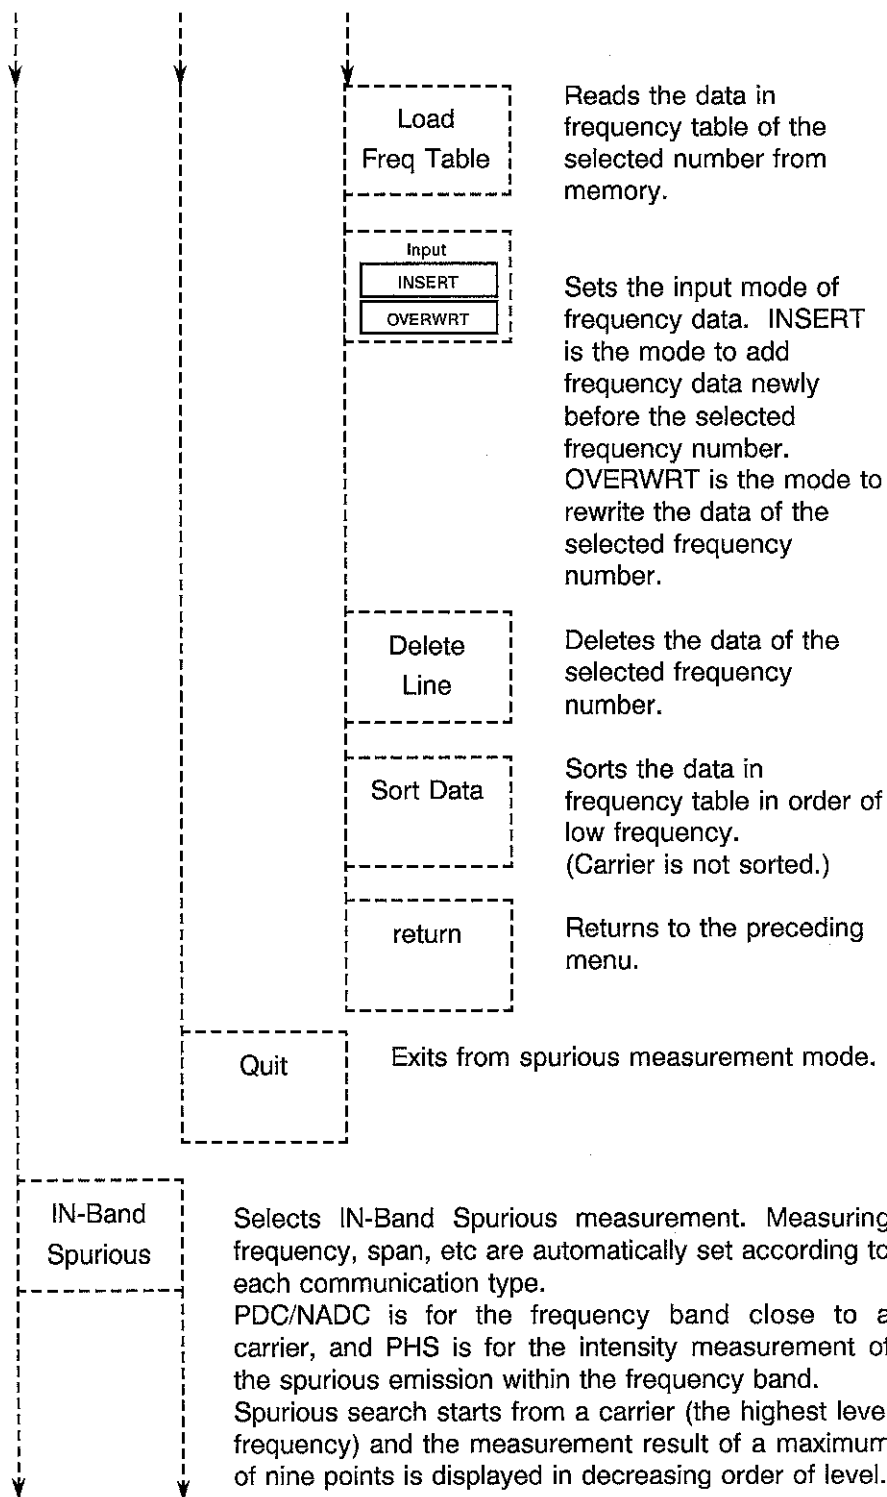 Load
Freq Table
Reads the data in
frequency table of the
selected number from
memory.
Input
INSERT
OVERWRT
Sets the input mode of
frequency data. INSERT
is the mode to add
frequency data newly
before the selected
frequency number.
OVERWRT is the mode to
rewrite the data of the
selected frequency
number.
Delete
Line
Deletes the data of the
selected frequency
number.
Sort Data
Sorts the data in
frequency table in order of
low frequency.
(Carrier is not sorted.)
return
Returns to the preceding
menu.
Quit
Exits from spurious measurement mode.
IN-Band
Spurious
Selects IN-Band Spurious measurement. Measuring
frequency, span, etc are automatically set according to
each communication type.
PDC/NADC is for the frequency band close to a
carrier, and PHS is for the intensity measurement of
the spurious emission within the frequency band.
Spurious search starts from a carrier (the highest level
frequency) and the measurement result of a maximum
of nine points is displayed in decreasing order of level.